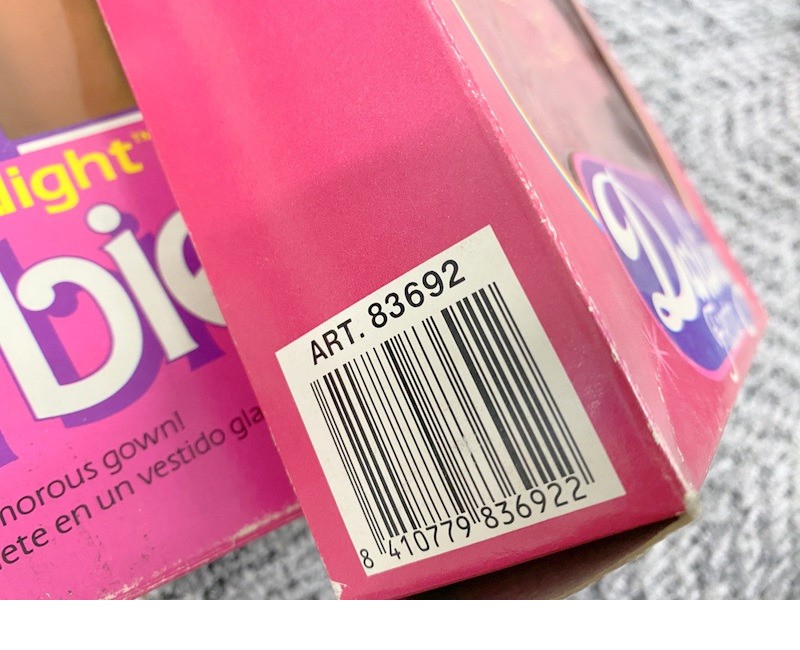 light™
bie
morous gown!
ete en un vestido gla
ART. 83692
8 410779 836922
D